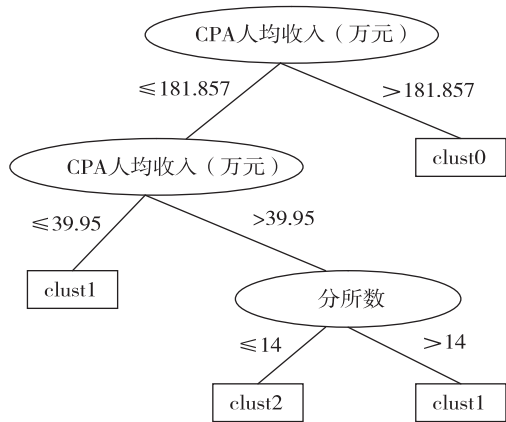 CPA人均收入（万元）
≤181.857
>181.857
CPA人均收入（万元）
clust0
≤39.95
>39.95
clust1
分所数
≤14
>14
clust2
clust1